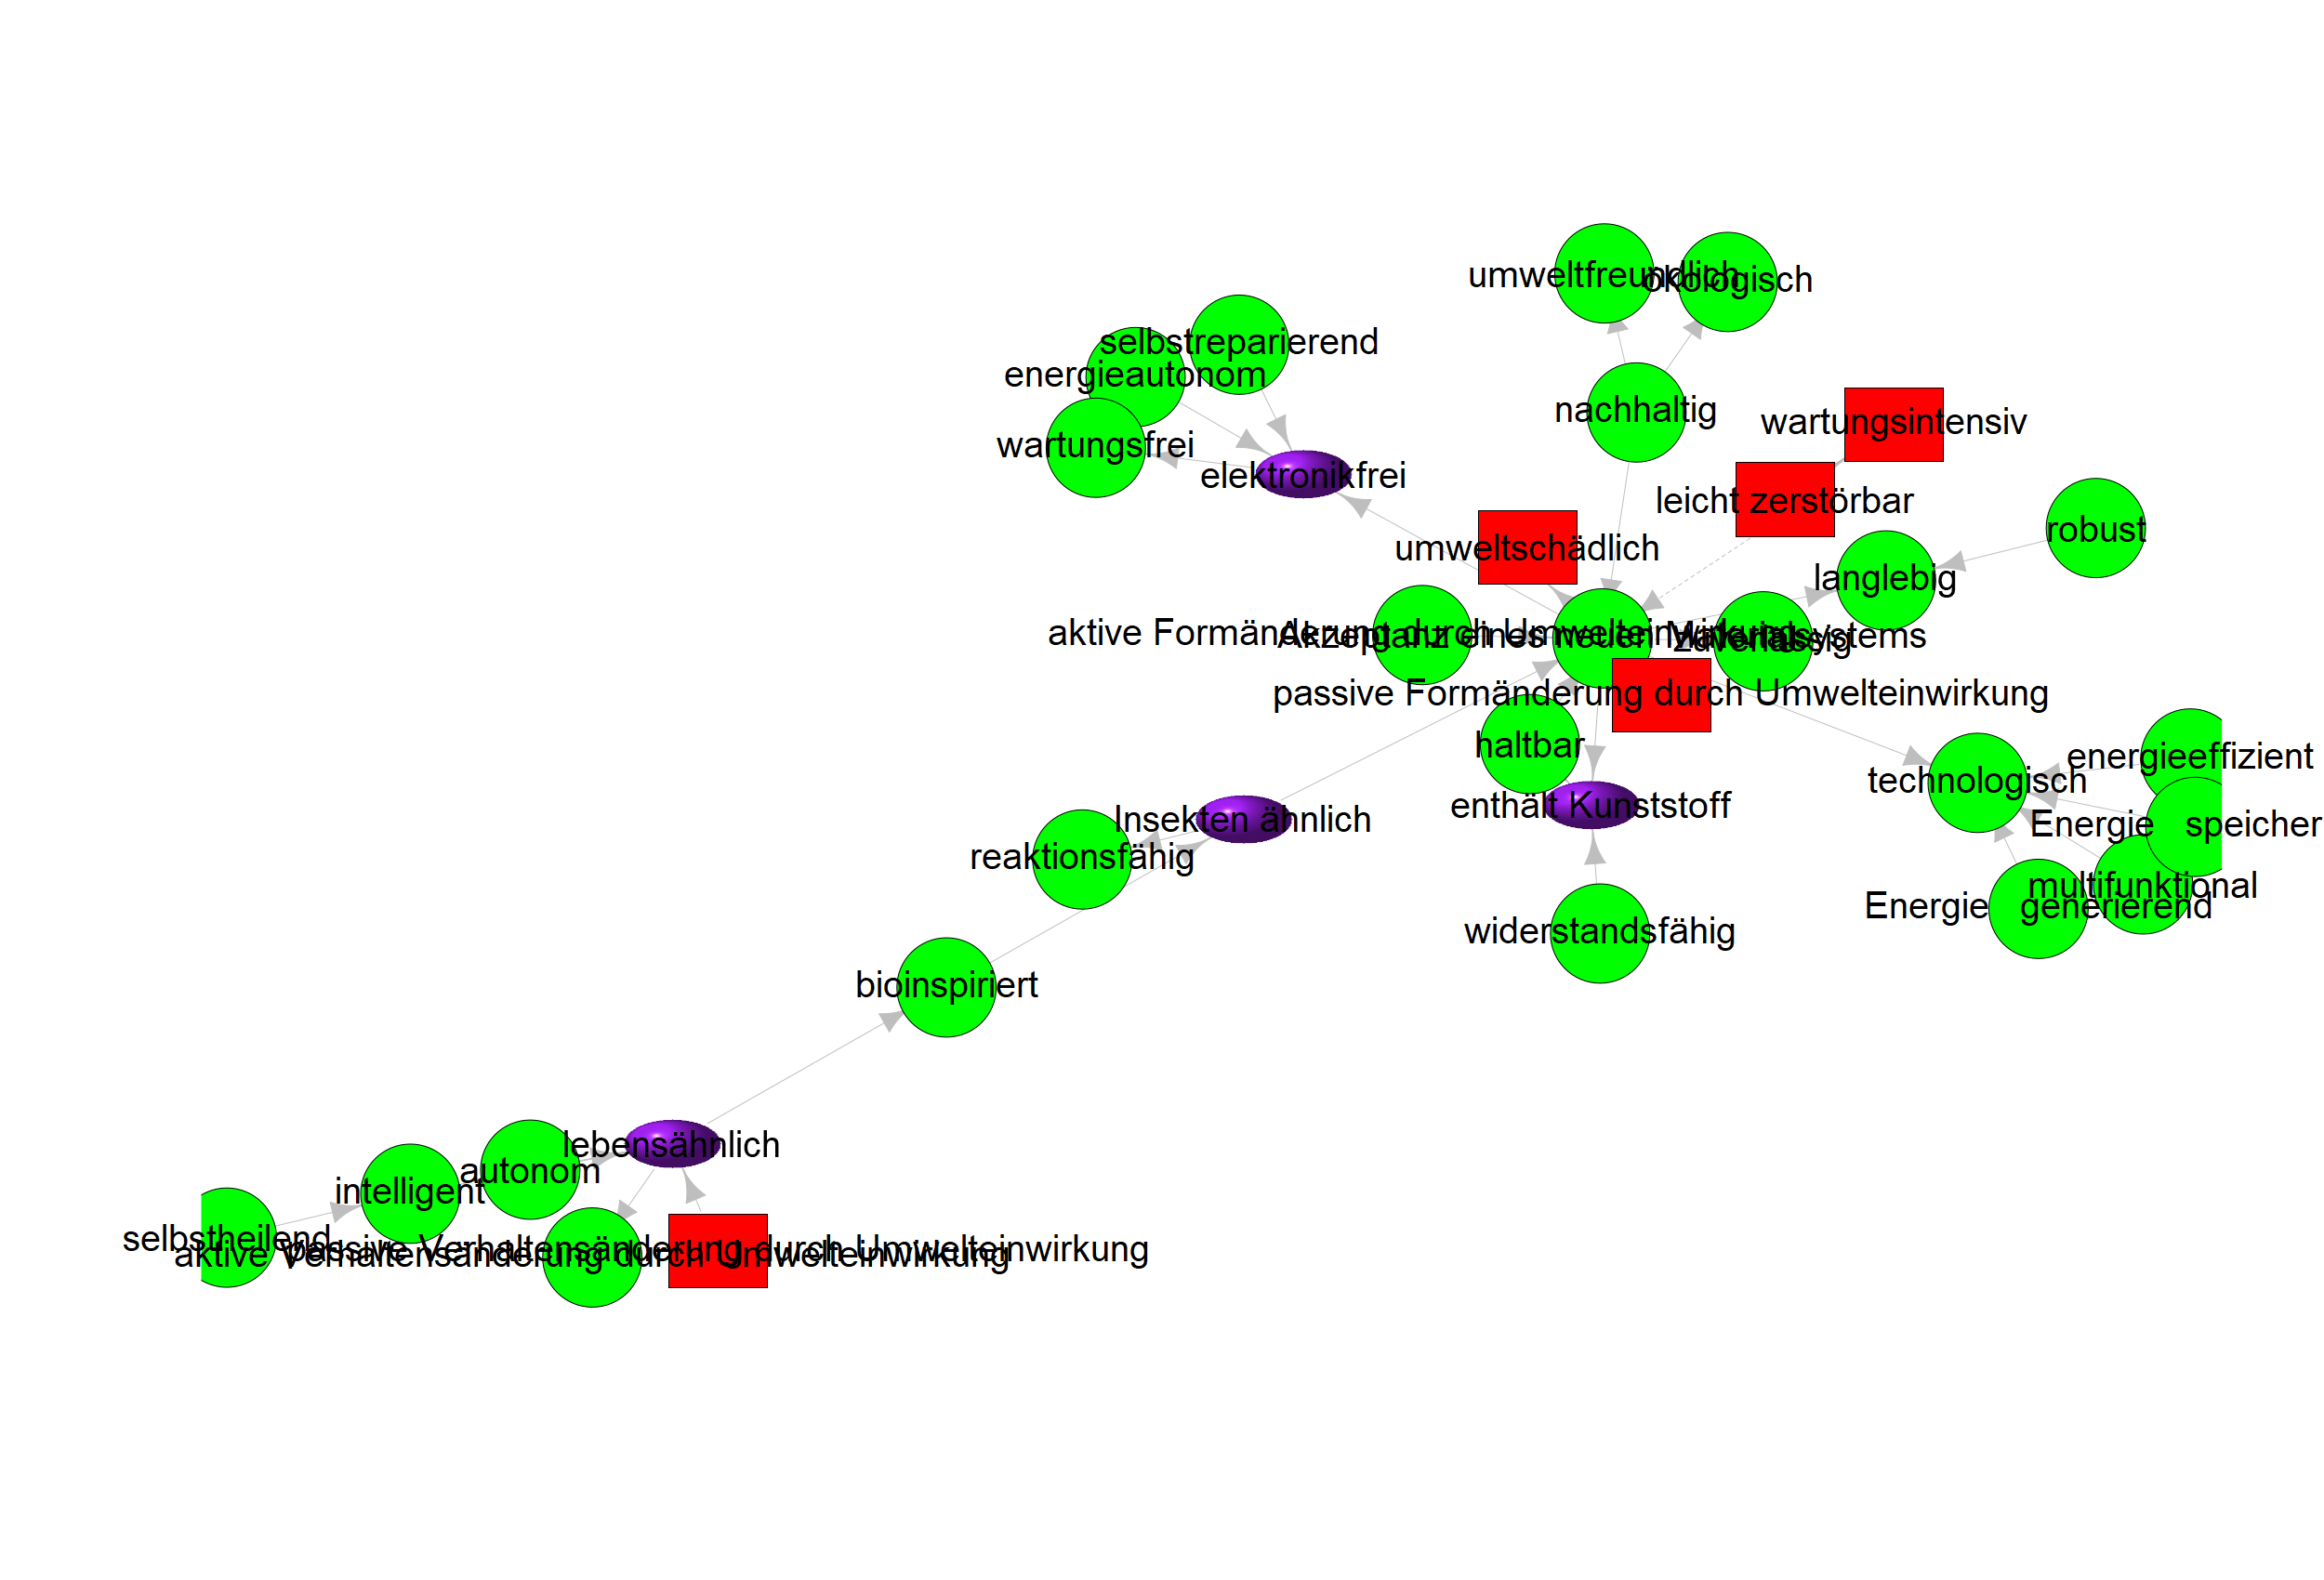 umweltfreundlich
ökologisch
selbstreparierend
energieautonom
nachhaltig
wartungsintensiv
wartungsfrei
elektronikfrei
leicht zerstörbar
robust
umweltschädlich
langlebig
aktive Formänderung durch Umwelteinwirkung
Akzeptanz eines neuen Materialsystems
zuverlässig
passive Formänderung durch Umwelteinwirkung
haltbar
energieeffizient
technologisch
enthält Kunststoff
Insekten ähnlich
Energie speichernd
reaktionsfähig
multifunktional
Energie generierend
widerstandsfähig
bioinspiriert
lebensähnlich
autonom
intelligent
selbstheilend
passive Verhaltensänderung durch Umwelteinwirkung
aktive Verhaltensänderung durch Umwelteinwirkung